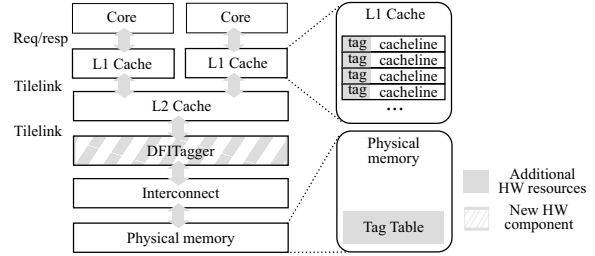 Core
Core
Req/resp
L1 Cache
L1 Cache
Tilelink
L2 Cache
Tilelink
DFITagger
Interconnect
Physical memory
L1 Cache
tag cacheline
tag cacheline
tag cacheline
tag cacheline
...
Physical
memory
Tag Table
Additional
HW resources
New HW
component